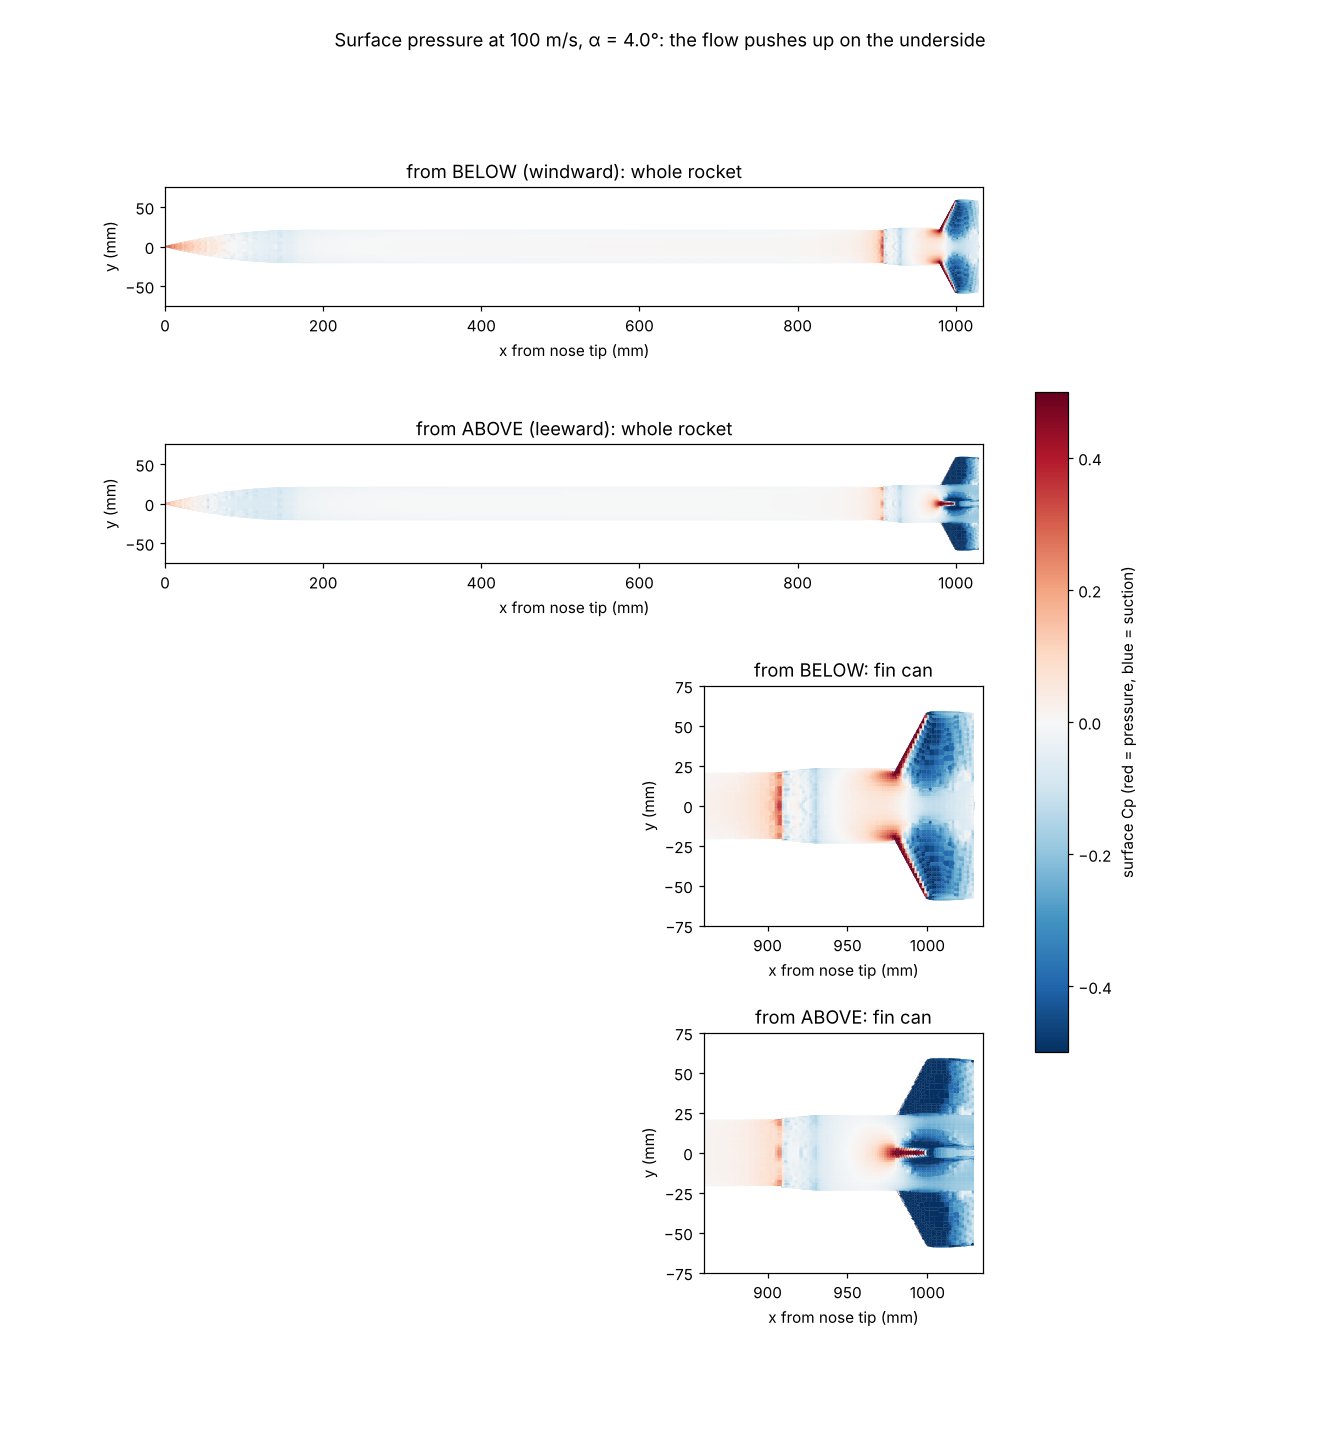 Surface pressure at 100 m/s, α = 4.0°: the flow pushes up on the underside
from BELOW (windward): whole rocket
50
0
−50
y (mm)
0 200 400 600 800 1000
x from nose tip (mm)
from ABOVE (leeward): whole rocket
50
0
−50
y (mm)
0 200 400 600 800 1000
x from nose tip (mm)
from BELOW: fin can
75
50
25
0
−25
−50
−75
y (mm)
900 950 1000
x from nose tip (mm)
from ABOVE: fin can
75
50
25
0
−25
−50
−75
y (mm)
900 950 1000
x from nose tip (mm)
0.4
0.2
0.0
−0.2
−0.4
surface Cp (red = pressure, blue = suction)